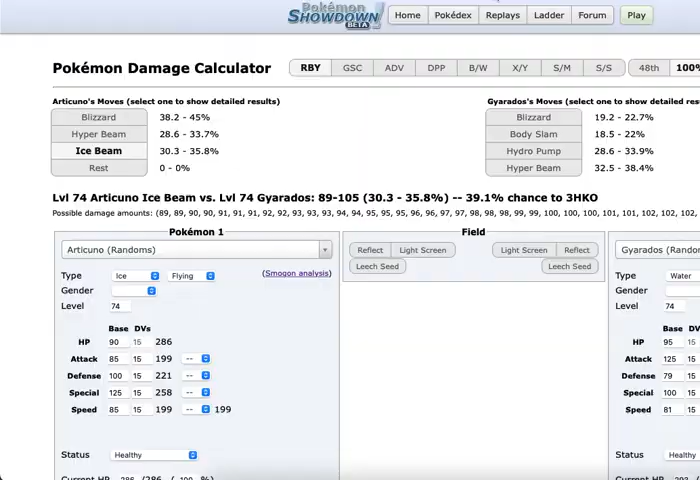 Pokémon Showdown! BETA
Home Pokédex Replays Ladder Forum Play
Pokémon Damage Calculator RBY GSC ADV DPP B/W X/Y S/M S/S 48th 100%
Articuno's Moves (select one to show detailed results) Gyarados's Moves (select one to show detailed res
Blizzard 38.2 - 45% Blizzard 19.2 - 22.7%
Hyper Beam 28.6 - 33.7% Body Slam 18.5 - 22%
Ice Beam 30.3 - 35.8% Hydro Pump 28.6 - 33.9%
Rest 0 - 0% Hyper Beam 32.5 - 38.4%
Lvl 74 Articuno Ice Beam vs. Lvl 74 Gyarados: 89-105 (30.3 - 35.8%) -- 39.1% chance to 3HKO
Possible damage amounts: (89, 89, 90, 90, 91, 91, 91, 92, 92, 93, 93, 93, 94, 94, 95, 95, 95, 96, 96, 97, 97, 98, 98, 98, 99, 99, 100, 100, 100, 101, 102, 102, 102,
Pokémon 1 Field
Articuno (Randoms) Reflect Light Screen Light Screen Reflect Gyarados (Randor
Leech Seed Leech Seed
Type Ice Flying (Smogon analysis) Type Water
Gender Gender
Level 74 Level 74
Base DVs Base DVs
HP 90 15 286 HP 95 15
Attack 85 15 199 -- Attack 125 15
Defense 100 15 221 -- Defense 79 15
Special 125 15 258 -- Special 100 15
Speed 85 15 199 -- 199 Speed 81 15
Status Healthy Status Healthy
Current HP 286 /286 ( 100 %) Current HP